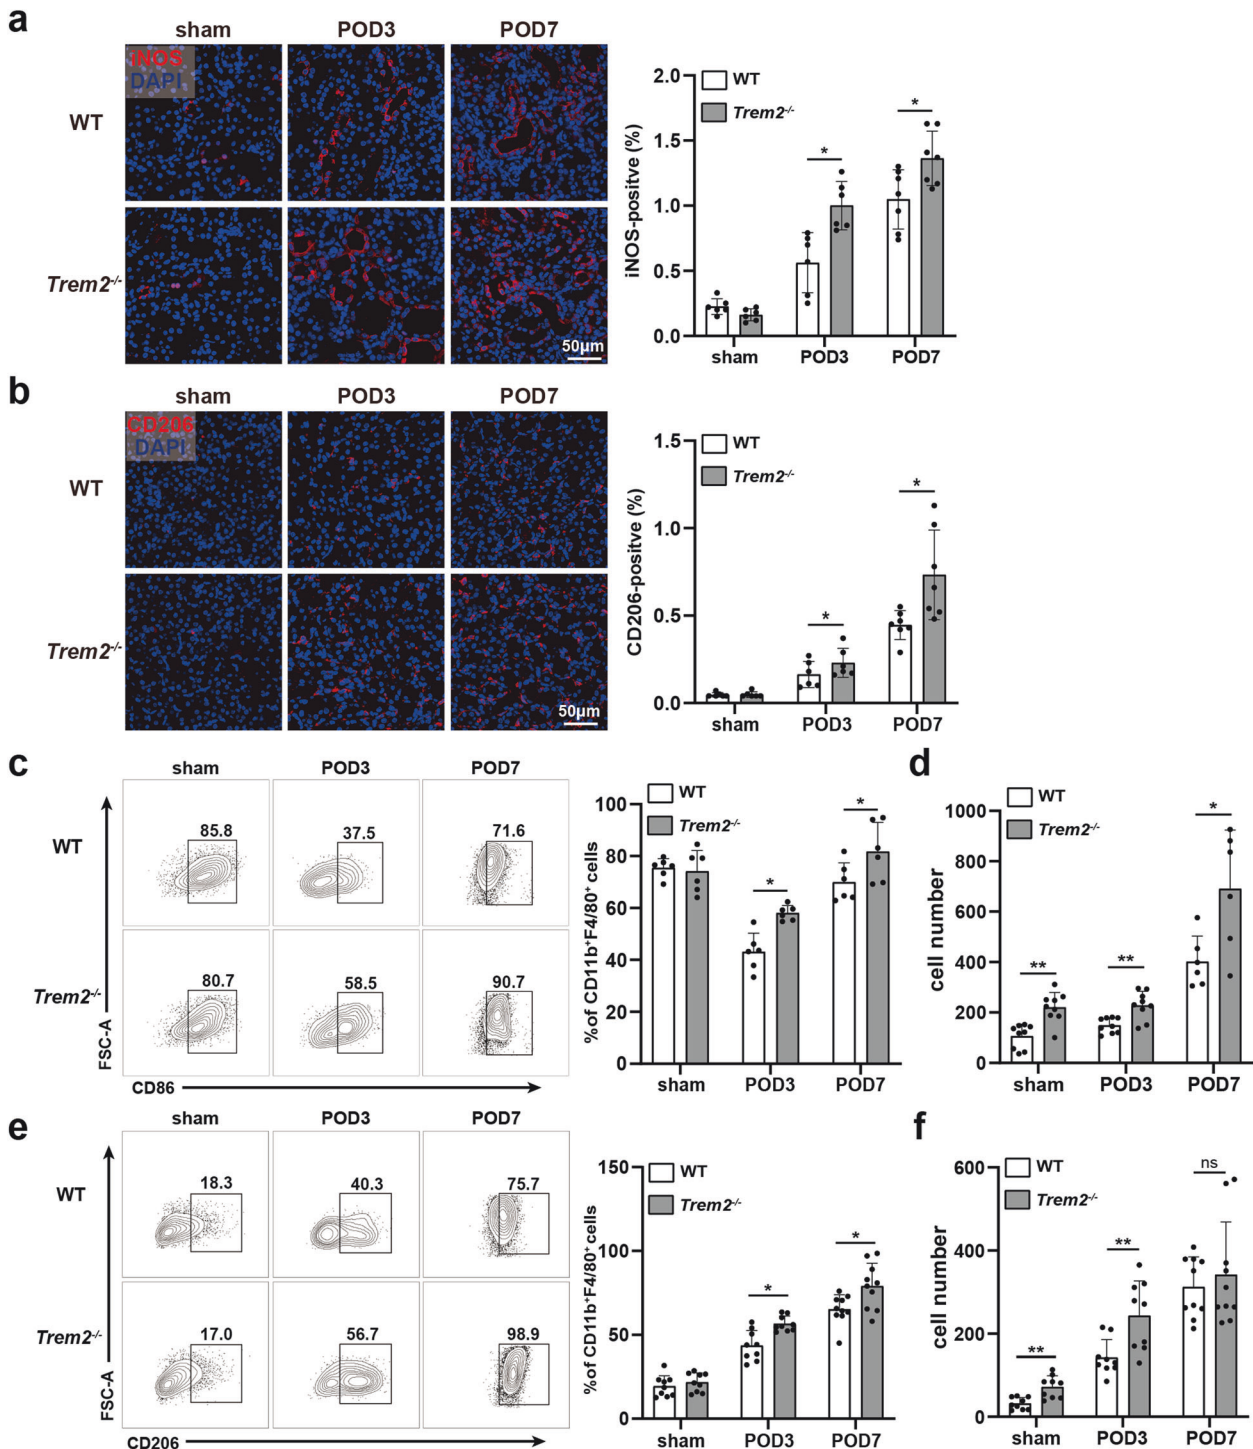 a
sham POD3 POD7
iNOS
DAPI
WT
Trem2-/-
50μm
iNOS-positve (%)
2.0
1.5
1.0
0.5
0.0
WT
Trem2-/-
*
*
sham POD3 POD7
b
sham POD3 POD7
CD206
DAPI
WT
Trem2-/-
50μm
CD206-positve (%)
1.5
1.0
0.5
0.0
WT
Trem2-/-
*
*
sham POD3 POD7
c
sham POD3 POD7
WT
85.8 37.5 71.6
Trem2-/-
80.7 58.5 90.7
FSC-A
CD86
%of CD11b+F4/80+ cells
100
80
60
40
20
0
WT
Trem2-/-
*
*
sham POD3 POD7
d
cell number
1000
800
600
400
200
0
WT
Trem2-/-
**
**
*
sham POD3 POD7
e
sham POD3 POD7
WT
18.3 40.3 75.7
Trem2-/-
17.0 56.7 98.9
FSC-A
CD206
%of CD11b+F4/80+ cells
150
100
50
0
WT
Trem2-/-
*
*
sham POD3 POD7
f
cell number
600
400
200
0
WT
Trem2-/-
**
**
ns
sham POD3 POD7